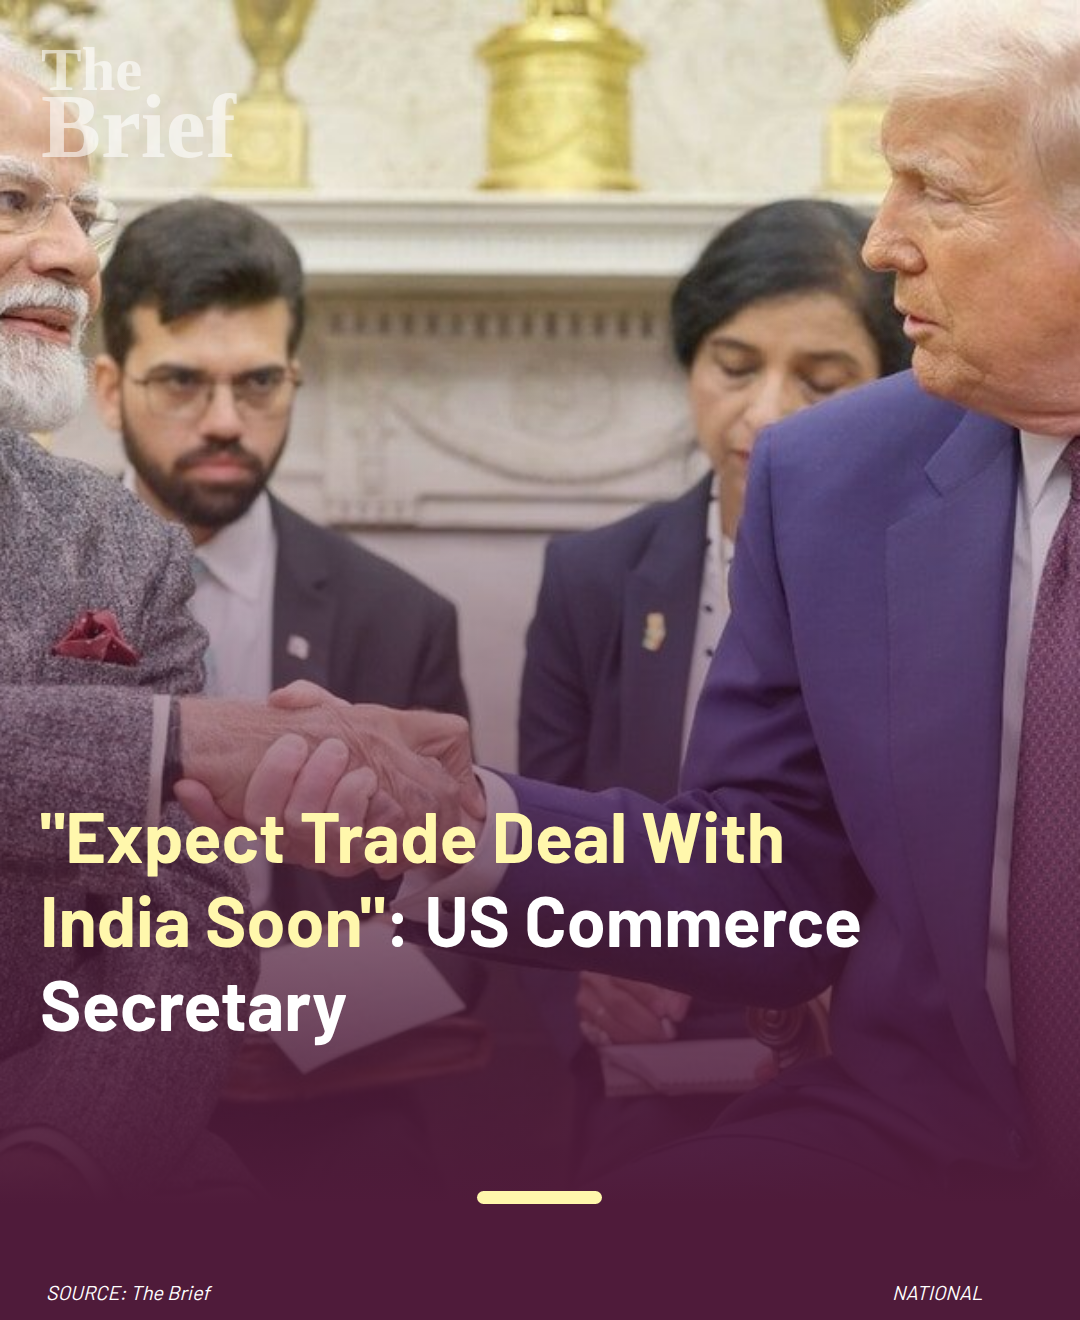 The
Brief
"Expect Trade Deal With
India Soon": US Commerce
Secretary
SOURCE: The Brief
NATIONAL